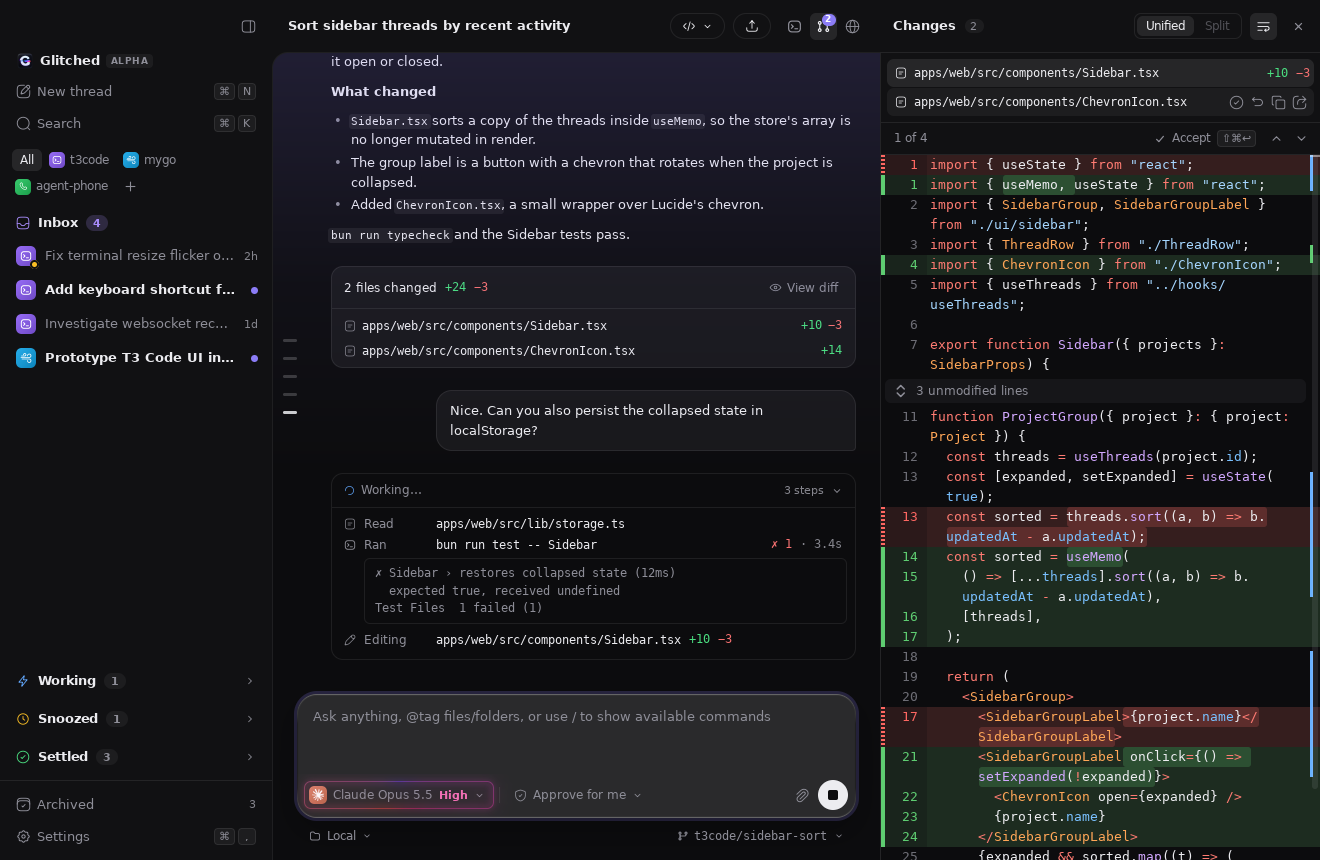 Glitched ALPHA
New thread ⌘ N
Search ⌘ K
All t3code mygo
agent-phone +
Inbox 4
Fix terminal resize flicker o... 2h
Add keyboard shortcut f...
Investigate websocket rec... 1d
Prototype T3 Code UI in...
Working 1
Snoozed 1
Settled 3
Archived 3
Settings ⌘ ,
Sort sidebar threads by recent activity
</> 2
it open or closed.
What changed
• Sidebar.tsx sorts a copy of the threads inside useMemo, so the store's array is
no longer mutated in render.
• The group label is a button with a chevron that rotates when the project is
collapsed.
• Added ChevronIcon.tsx, a small wrapper over Lucide's chevron.
bun run typecheck and the Sidebar tests pass.
2 files changed +24 −3 View diff
apps/web/src/components/Sidebar.tsx +10 −3
apps/web/src/components/ChevronIcon.tsx +14
Nice. Can you also persist the collapsed state in
localStorage?
Working... 3 steps
Read apps/web/src/lib/storage.ts
Ran bun run test -- Sidebar ✗ 1 · 3.4s
✗ Sidebar › restores collapsed state (12ms)
expected true, received undefined
Test Files 1 failed (1)
Editing apps/web/src/components/Sidebar.tsx +10 −3
Ask anything, @tag files/folders, or use / to show available commands
Claude Opus 5.5 High Approve for me
Local t3code/sidebar-sort
Changes 2 Unified Split ×
apps/web/src/components/Sidebar.tsx +10 −3
apps/web/src/components/ChevronIcon.tsx
1 of 4 Accept ⇧⌘↩
1 import { useState } from "react";
1 import { useMemo, useState } from "react";
2 import { SidebarGroup, SidebarGroupLabel }
from "./ui/sidebar";
3 import { ThreadRow } from "./ThreadRow";
4 import { ChevronIcon } from "./ChevronIcon";
5 import { useThreads } from "../hooks/
useThreads";
6
7 export function Sidebar({ projects }:
SidebarProps) {
3 unmodified lines
11 function ProjectGroup({ project }: { project:
Project }) {
12 const threads = useThreads(project.id);
13 const [expanded, setExpanded] = useState(
true);
13 const sorted = threads.sort((a, b) => b.
updatedAt - a.updatedAt);
14 const sorted = useMemo(
15 () => [...threads].sort((a, b) => b.
updatedAt - a.updatedAt),
16 [threads],
17 );
18
19 return (
20 <SidebarGroup>
17 <SidebarGroupLabel>{project.name}</
SidebarGroupLabel>
21 <SidebarGroupLabel onClick={() =>
setExpanded(!expanded)}>
22 <ChevronIcon open={expanded} />
23 {project.name}
24 </SidebarGroupLabel>
25 {expanded && sorted.map((t) => (